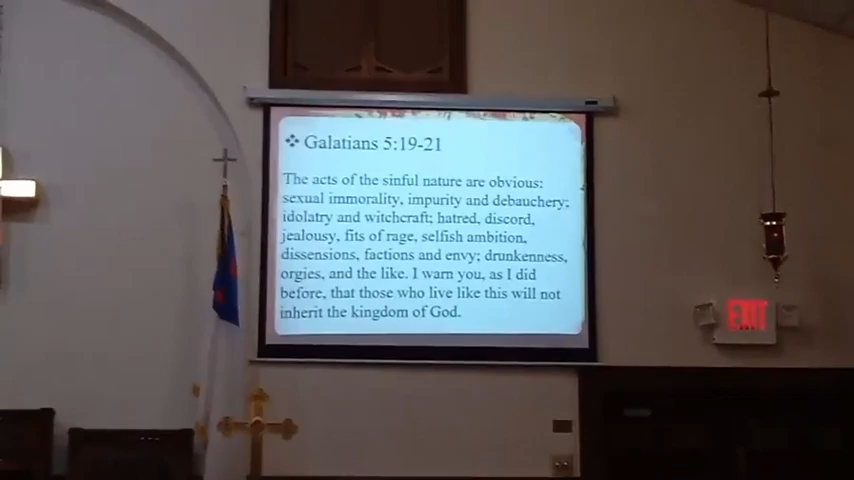 ❖ Galatians 5:19-21
The acts of the sinful nature are obvious:
sexual immorality, impurity and debauchery;
idolatry and witchcraft; hatred, discord,
jealousy, fits of rage, selfish ambition,
dissensions, factions and envy; drunkenness,
orgies, and the like. I warn you, as I did
before, that those who live like this will not
inherit the kingdom of God.
EXIT